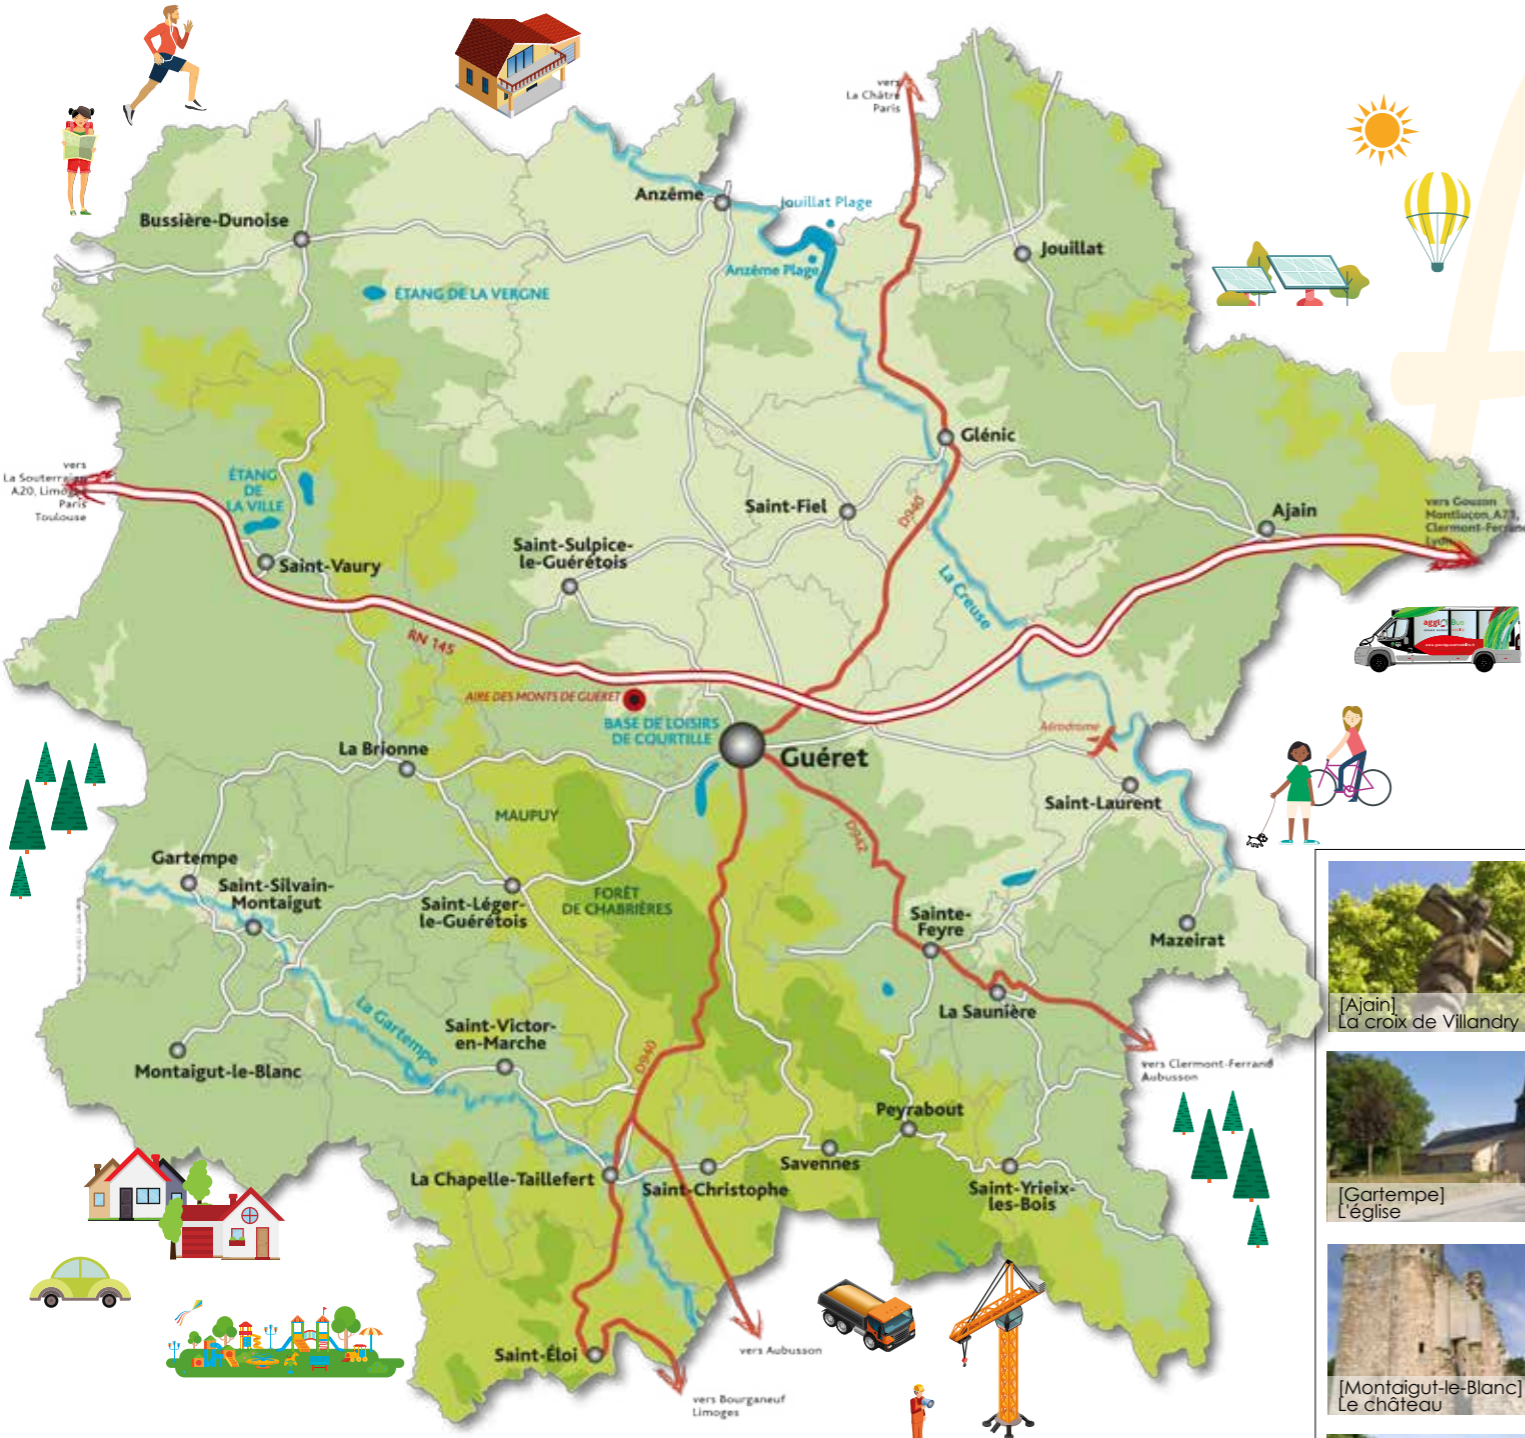 vers
La Châtre
Paris
Anzême
Jouillat Plage
Bussière-Dunoise
Jouillat
Anzême Plage
ÉTANG DE LA VERGNE
Glénic
vers
La Souterraine
A20, Limoges
Paris
Toulouse
ÉTANG
DE
LA VILLE
Saint-Fiel
D940
Ajain
vers Gouzon
Montluçon, A71,
Clermont-Ferrand
Lyon
Saint-Sulpice-
le-Guérétois
Saint-Vaury
La Creuse
RN 145
agglo Bus
AIRE DES MONTS DE GUÉRET
BASE DE LOISIRS
DE COURTILLE
Aérodrome
La Brionne
Guéret
Saint-Laurent
MAUPUY
D942
Gartempe
Saint-Silvain-
Montaigut
Saint-Léger-
le-Guérétois
FORÊT
DE CHABRIÈRES
Sainte-
Feyre
Mazeirat
La Saunière
[Ajain]
La croix de Villandry
La Gartempe
Saint-Victor-
en-Marche
D940
Montaigut-le-Blanc
vers Clermont-Ferrand
Aubusson
Peyrabout
Savennes
La Chapelle-Taillefert
Saint-Christophe
Saint-Yrieix-
les-Bois
[Gartempe]
L'église
Saint-Éloi
vers Aubusson
vers Bourganeuf
Limoges
[Montaigut-le-Blanc]
Le château